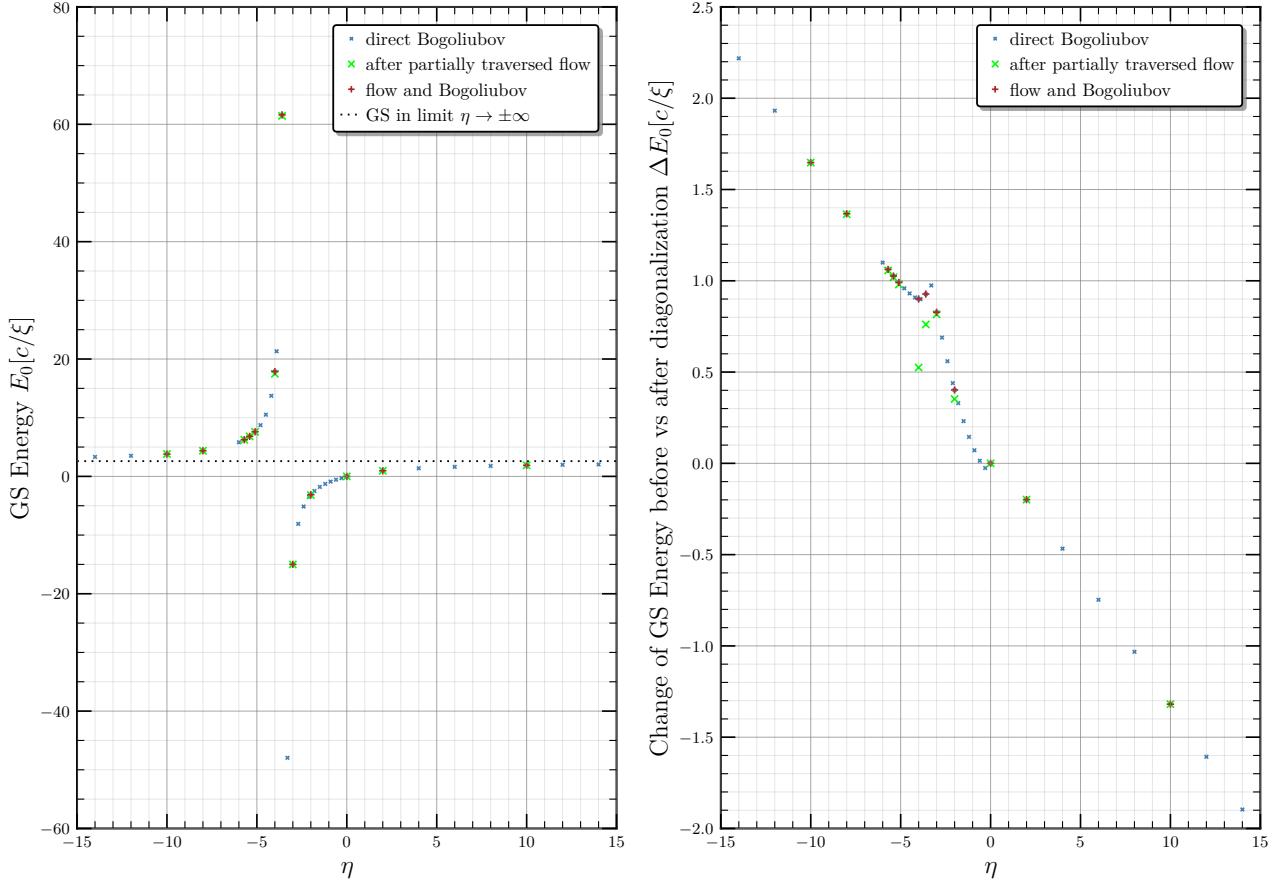 GS Energy E₀[c/ξ]
80
60
40
20
0
−20
−40
−60
−15
−10
−5
0
5
10
15
η
direct Bogoliubov
after partially traversed flow
flow and Bogoliubov
GS in limit η → ±∞
Change of GS Energy before vs after diagonalization ΔE₀[c/ξ]
2.5
2.0
1.5
1.0
0.5
0.0
−0.5
−1.0
−1.5
−2.0
−15
−10
−5
0
5
10
15
η
direct Bogoliubov
after partially traversed flow
flow and Bogoliubov